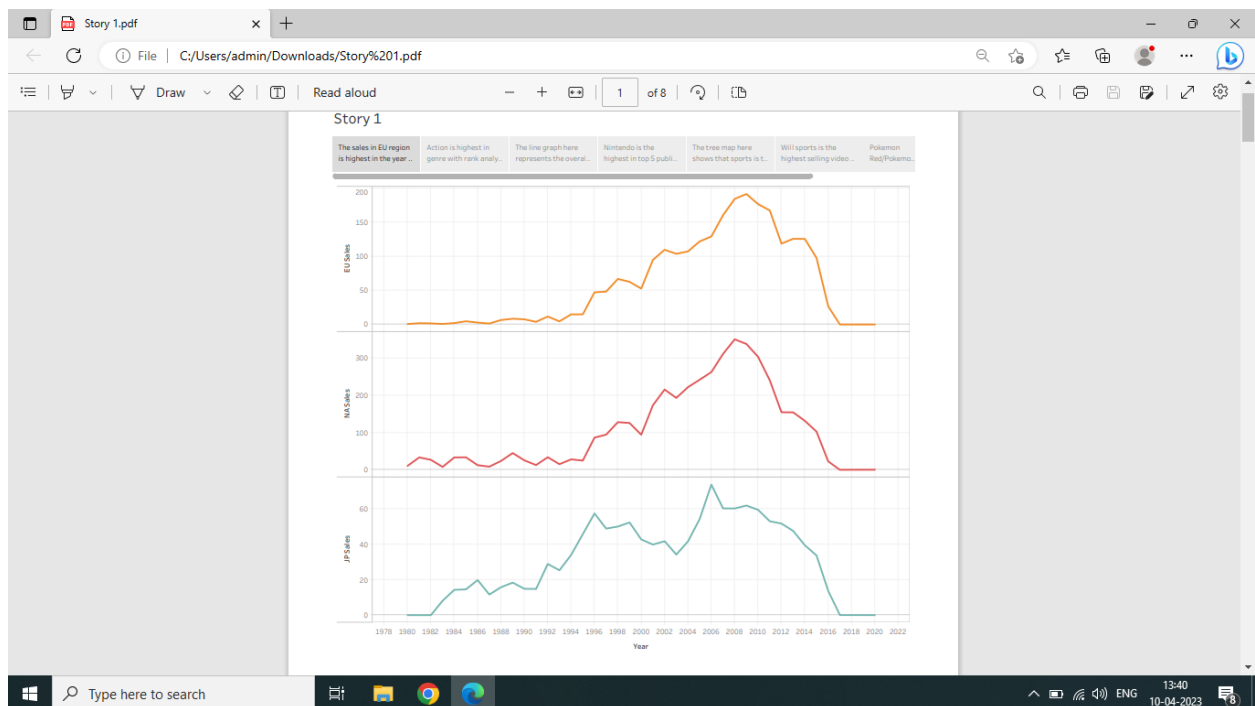 Story 1.pdf
File C:/Users/admin/Downloads/Story%201.pdf
Draw Read aloud 1 of 8
Story 1
The sales in EU region
is highest in the year ..
Action is highest in
genre with rank analy..
The line graph here
represents the overal..
Nintendo is the
highest in top 5 publi..
The tree map here
shows that sports is t..
Will sports is the
highest selling video ..
Pokemon
Red/Pokemo..
200
150
100
50
0
EU Sales
300
200
100
0
NA Sales
60
40
20
0
JP Sales
1978 1980 1982 1984 1986 1988 1990 1992 1994 1996 1998 2000 2002 2004 2006 2008 2010 2012 2014 2016 2018 2020 2022
Year
Type here to search
ENG
13:40
10-04-2023
8